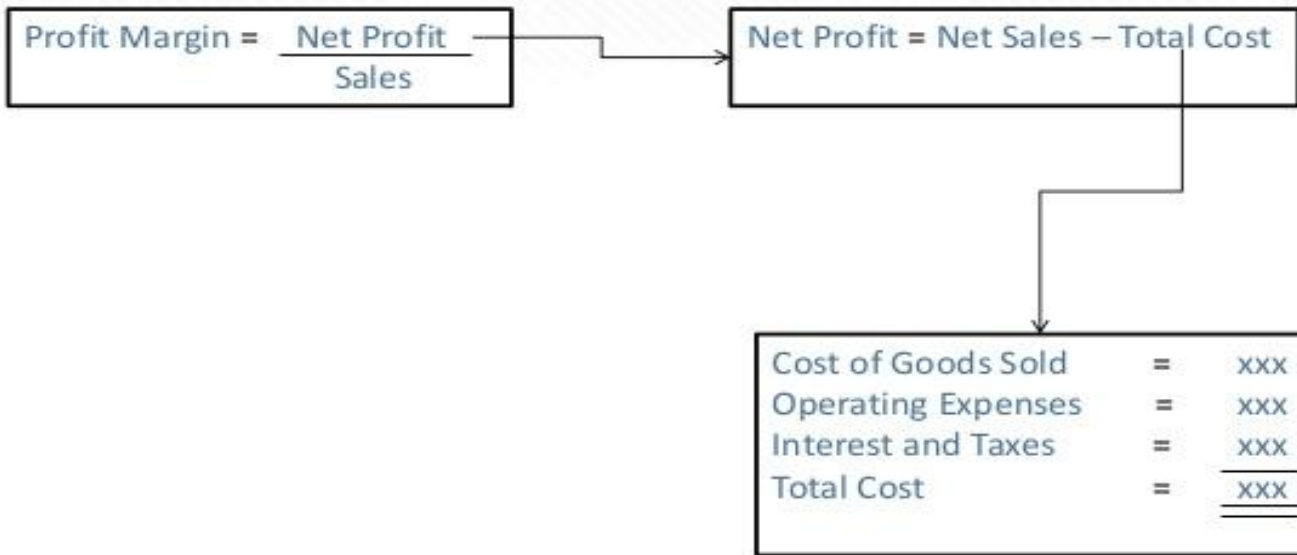 Profit Margin = Net Profit
Sales
Net Profit = Net Sales – Total Cost
Cost of Goods Sold = xxx
Operating Expenses = xxx
Interest and Taxes = xxx
Total Cost = xxx